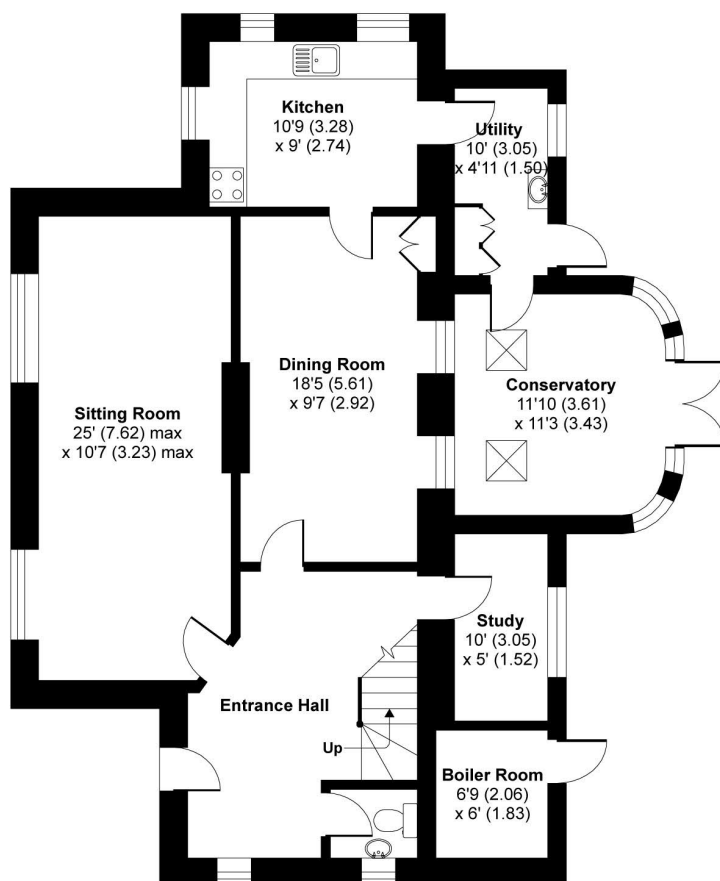 Kitchen
10'9 (3.28)
x 9' (2.74)
Utility
10' (3.05)
x 4'11 (1.50)
Dining Room
18'5 (5.61)
x 9'7 (2.92)
Conservatory
11'10 (3.61)
x 11'3 (3.43)
Sitting Room
25' (7.62) max
x 10'7 (3.23) max
Study
10' (3.05)
x 5' (1.52)
Entrance Hall
Up
Boiler Room
6'9 (2.06)
x 6' (1.83)